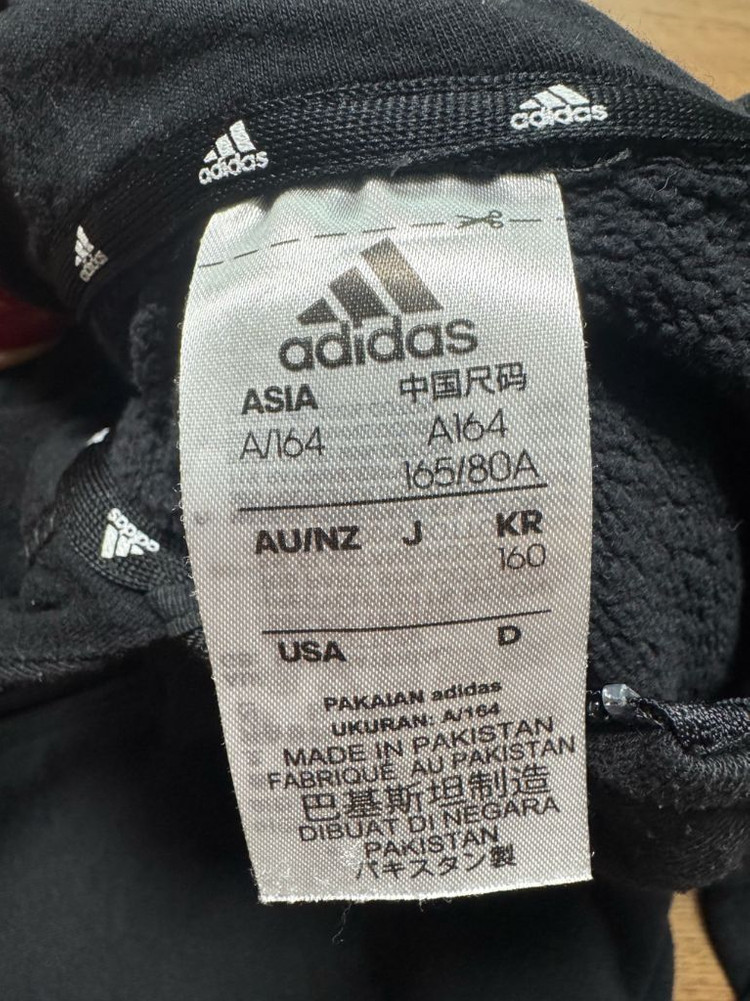 adidas
adidas
adidas
adidas
adidas
ASIA 中国尺码
A/164 A164
165/80A
AU/NZ J KR
160
USA D
PAKAIAN adidas
UKURAN: A/164
MADE IN PAKISTAN
FABRIQUÉ AU PAKISTAN
巴基斯坦制造
DIBUAT DI NEGARA
PAKISTAN
パキスタン製